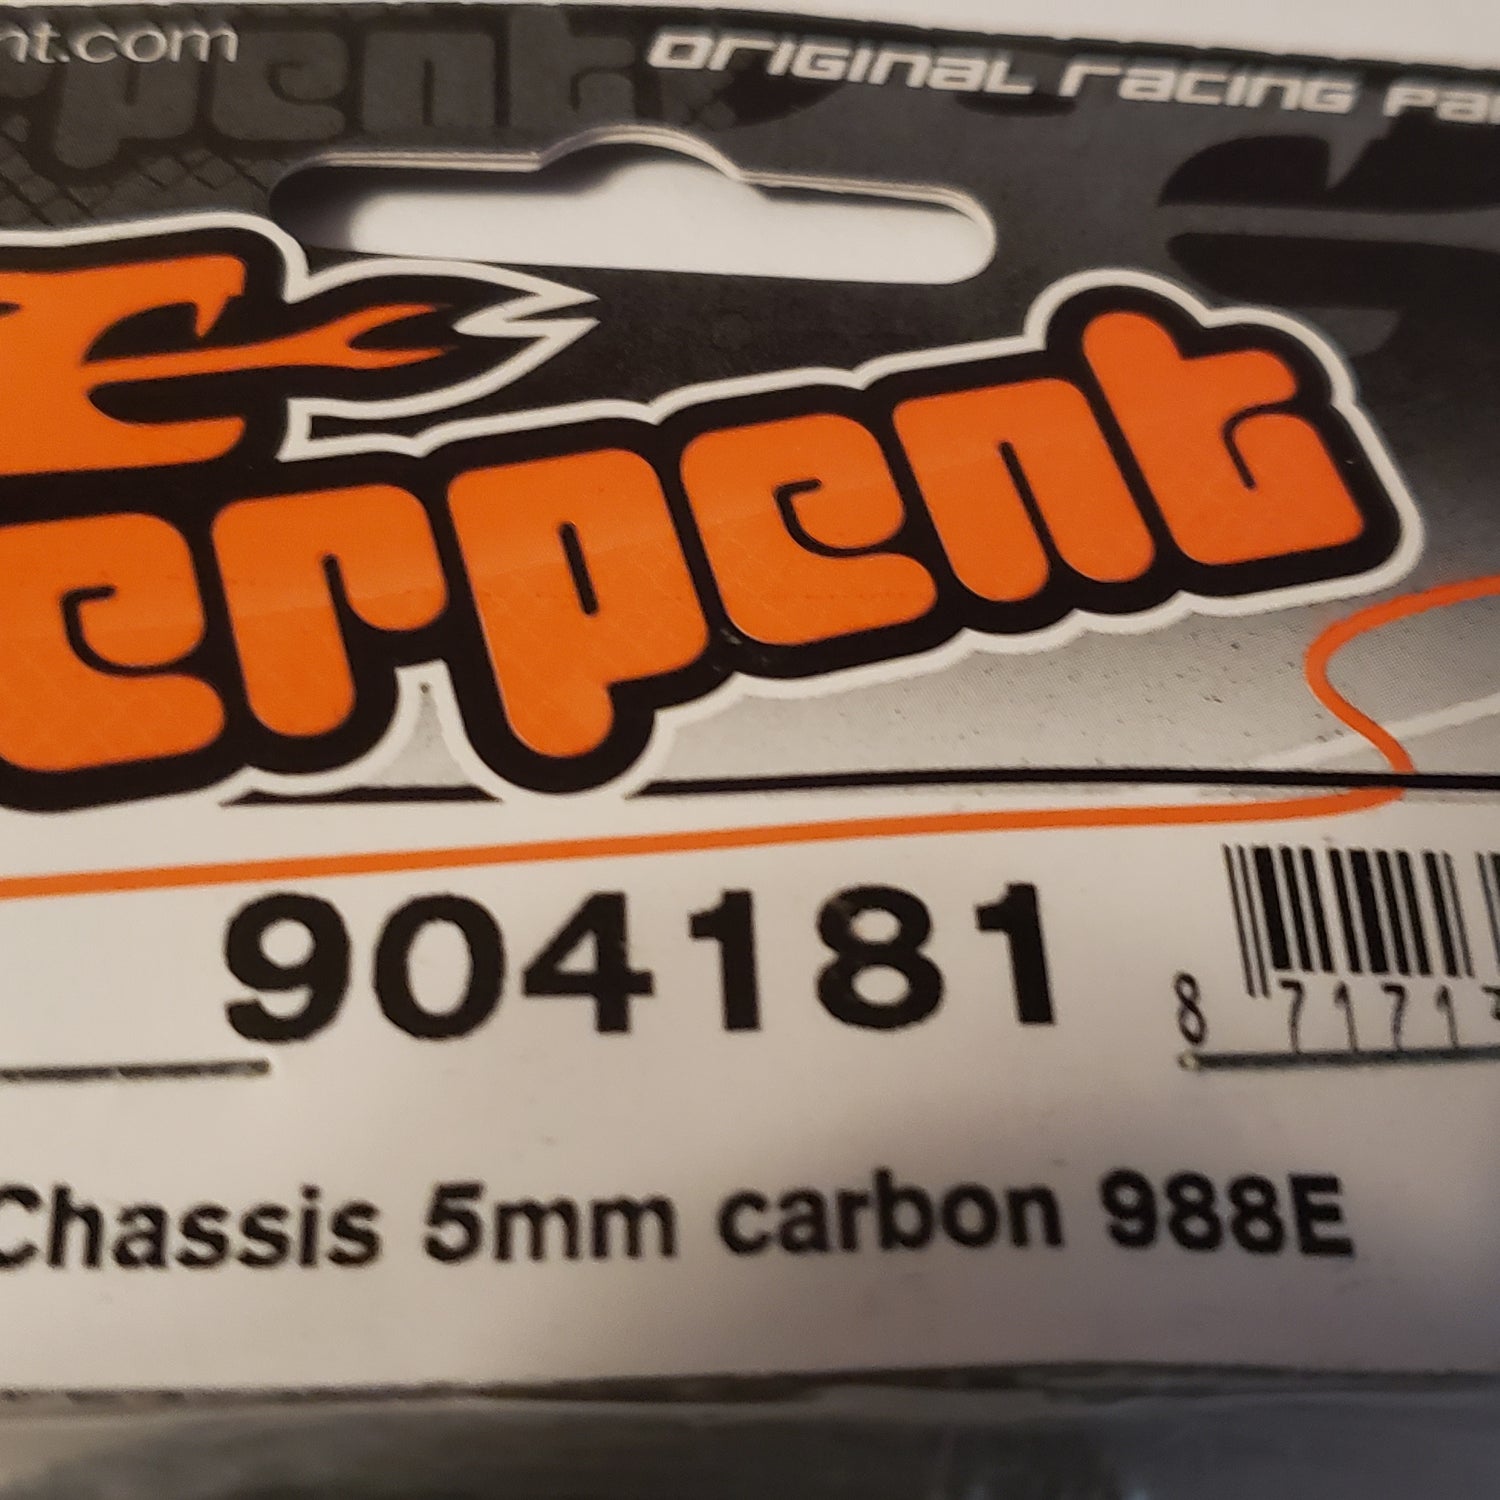 nt.com
ORIGINAL RACING PA
erpent
904181
8 7171
Chassis 5mm carbon 988E